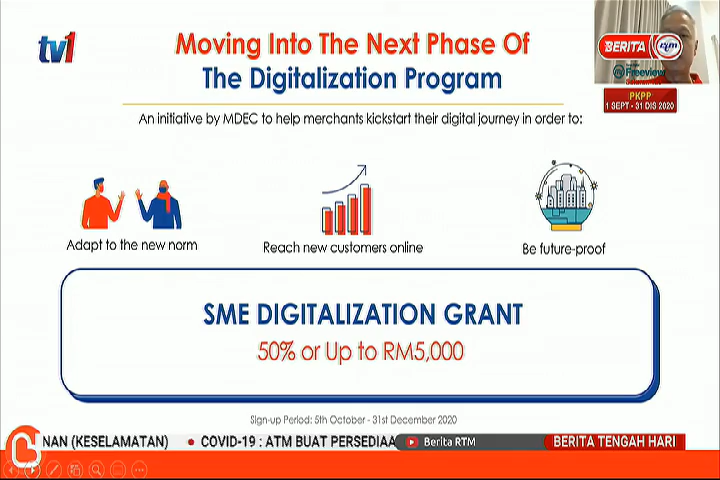 tv1
Moving Into The Next Phase Of
The Digitalization Program
BERITA rtm
Freeview
PKPP
1 SEPT - 31 DIS 2020
An initiative by MDEC to help merchants kickstart their digital journey in order to:
Adapt to the new norm
Reach new customers online
Be future-proof
SME DIGITALIZATION GRANT
50% or Up to RM5,000
Sign-up Period: 5th October - 31st December 2020
NAN (KESELAMATAN) • COVID-19 : ATM BUAT PERSEDIAA
Berita RTM
BERITA TENGAH HARI